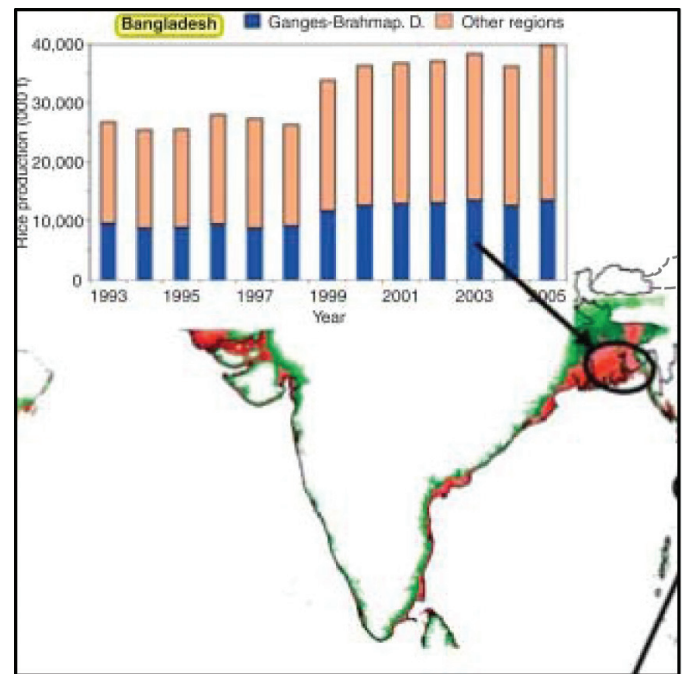 Bangladesh Ganges-Brahmap. D. Other regions
Rice production (000 t)
40,000
30,000
20,000
10,000
0
1993 1995 1997 1999 2001 2003 2005
Year